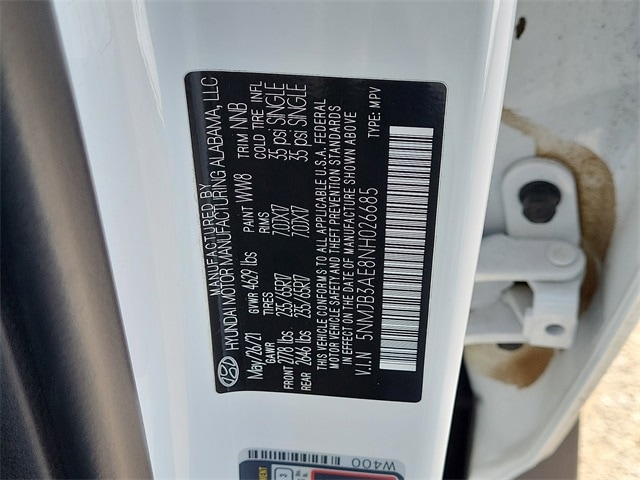 MANUFACTURED BY
HYUNDAI MOTOR MANUFACTURING ALABAMA, LLC
May/26/21 GVWR 4629 lbs PAINT WW8 TRIM NNB
GAWR TIRES RIMS COLD TIRE INFL
FRONT 2778 lbs 235/65R17 7.0JX17 35 psi SINGLE
REAR 2646 lbs 235/65R17 7.0JX17 35 psi SINGLE
THIS VEHICLE CONFORMS TO ALL APPLICABLE U.S.A. FEDERAL
MOTOR VEHICLE SAFETY AND THEFT PREVENTION STANDARDS
IN EFFECT ON THE DATE OF MANUFACTURE SHOWN ABOVE
V.I.N 5NMJB3AE8NH026685 TYPE: MPV
W400